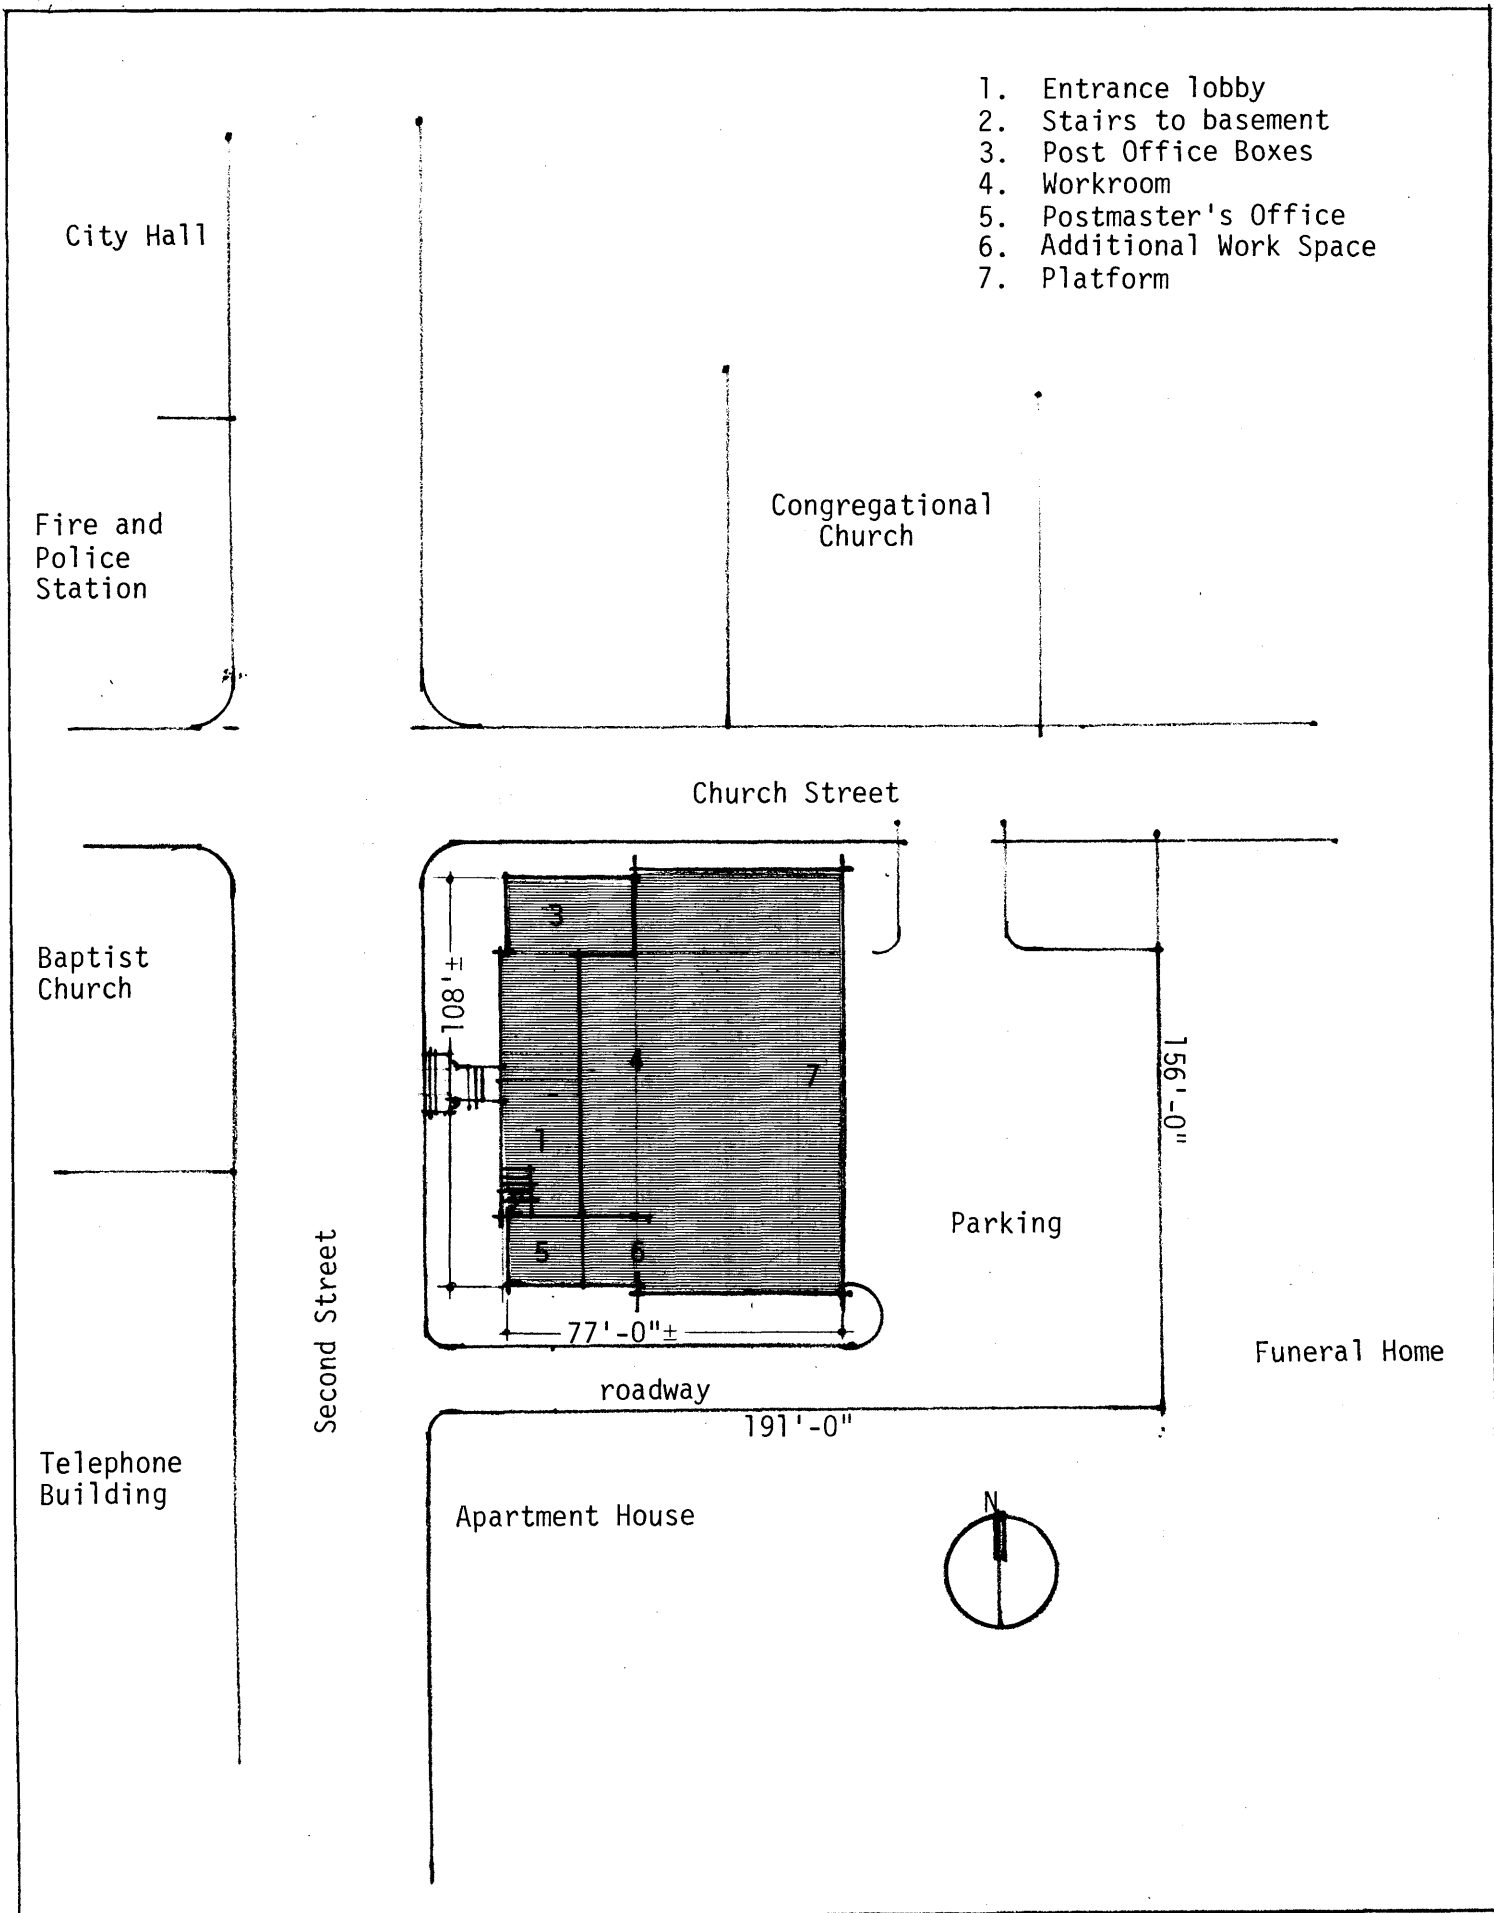 1. Entrance lobby
2. Stairs to basement
3. Post Office Boxes
4. Workroom
5. Postmaster's Office
6. Additional Work Space
7. Platform
City Hall
Fire and
Police
Station
Congregational
Church
Church Street
Baptist
Church
3
108'±
4
7
1
156'-0"
5
6
Parking
Second Street
77'-0"±
Funeral Home
roadway
191'-0"
Telephone
Building
Apartment House
N